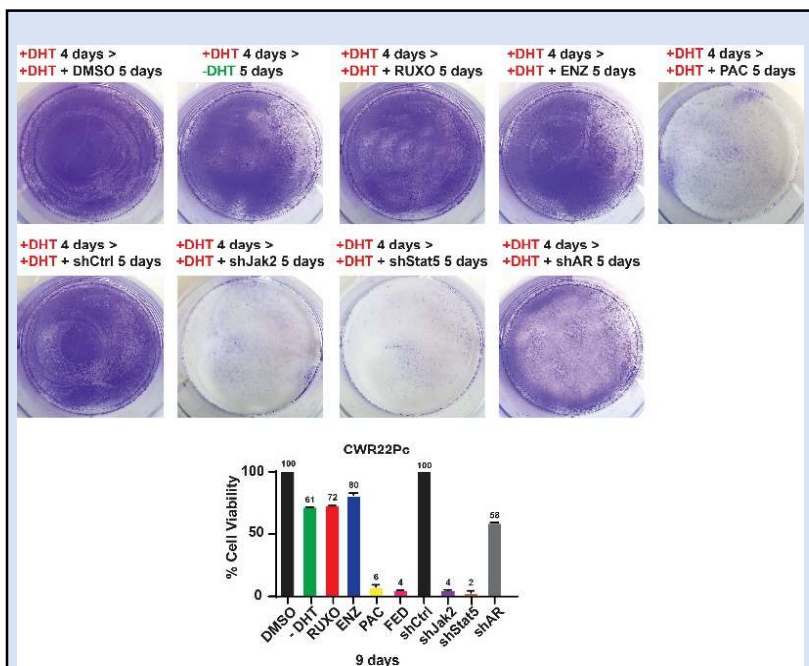 +DHT 4 days >
+DHT + DMSO 5 days
+DHT 4 days >
-DHT 5 days
+DHT 4 days >
+DHT + RUXO 5 days
+DHT 4 days >
+DHT + ENZ 5 days
+DHT 4 days >
+DHT + PAC 5 days
+DHT 4 days >
+DHT + shCtrl 5 days
+DHT 4 days >
+DHT + shJak2 5 days
+DHT 4 days >
+DHT + shStat5 5 days
+DHT 4 days >
+DHT + shAR 5 days
CWR22Pc
% Cell Viability
100
50
0
100
61
72
80
6
4
100
4
2
58
DMSO
- DHT
RUXO
ENZ
PAC
FED
shCtrl
shJak2
shStat5
shAR
9 days